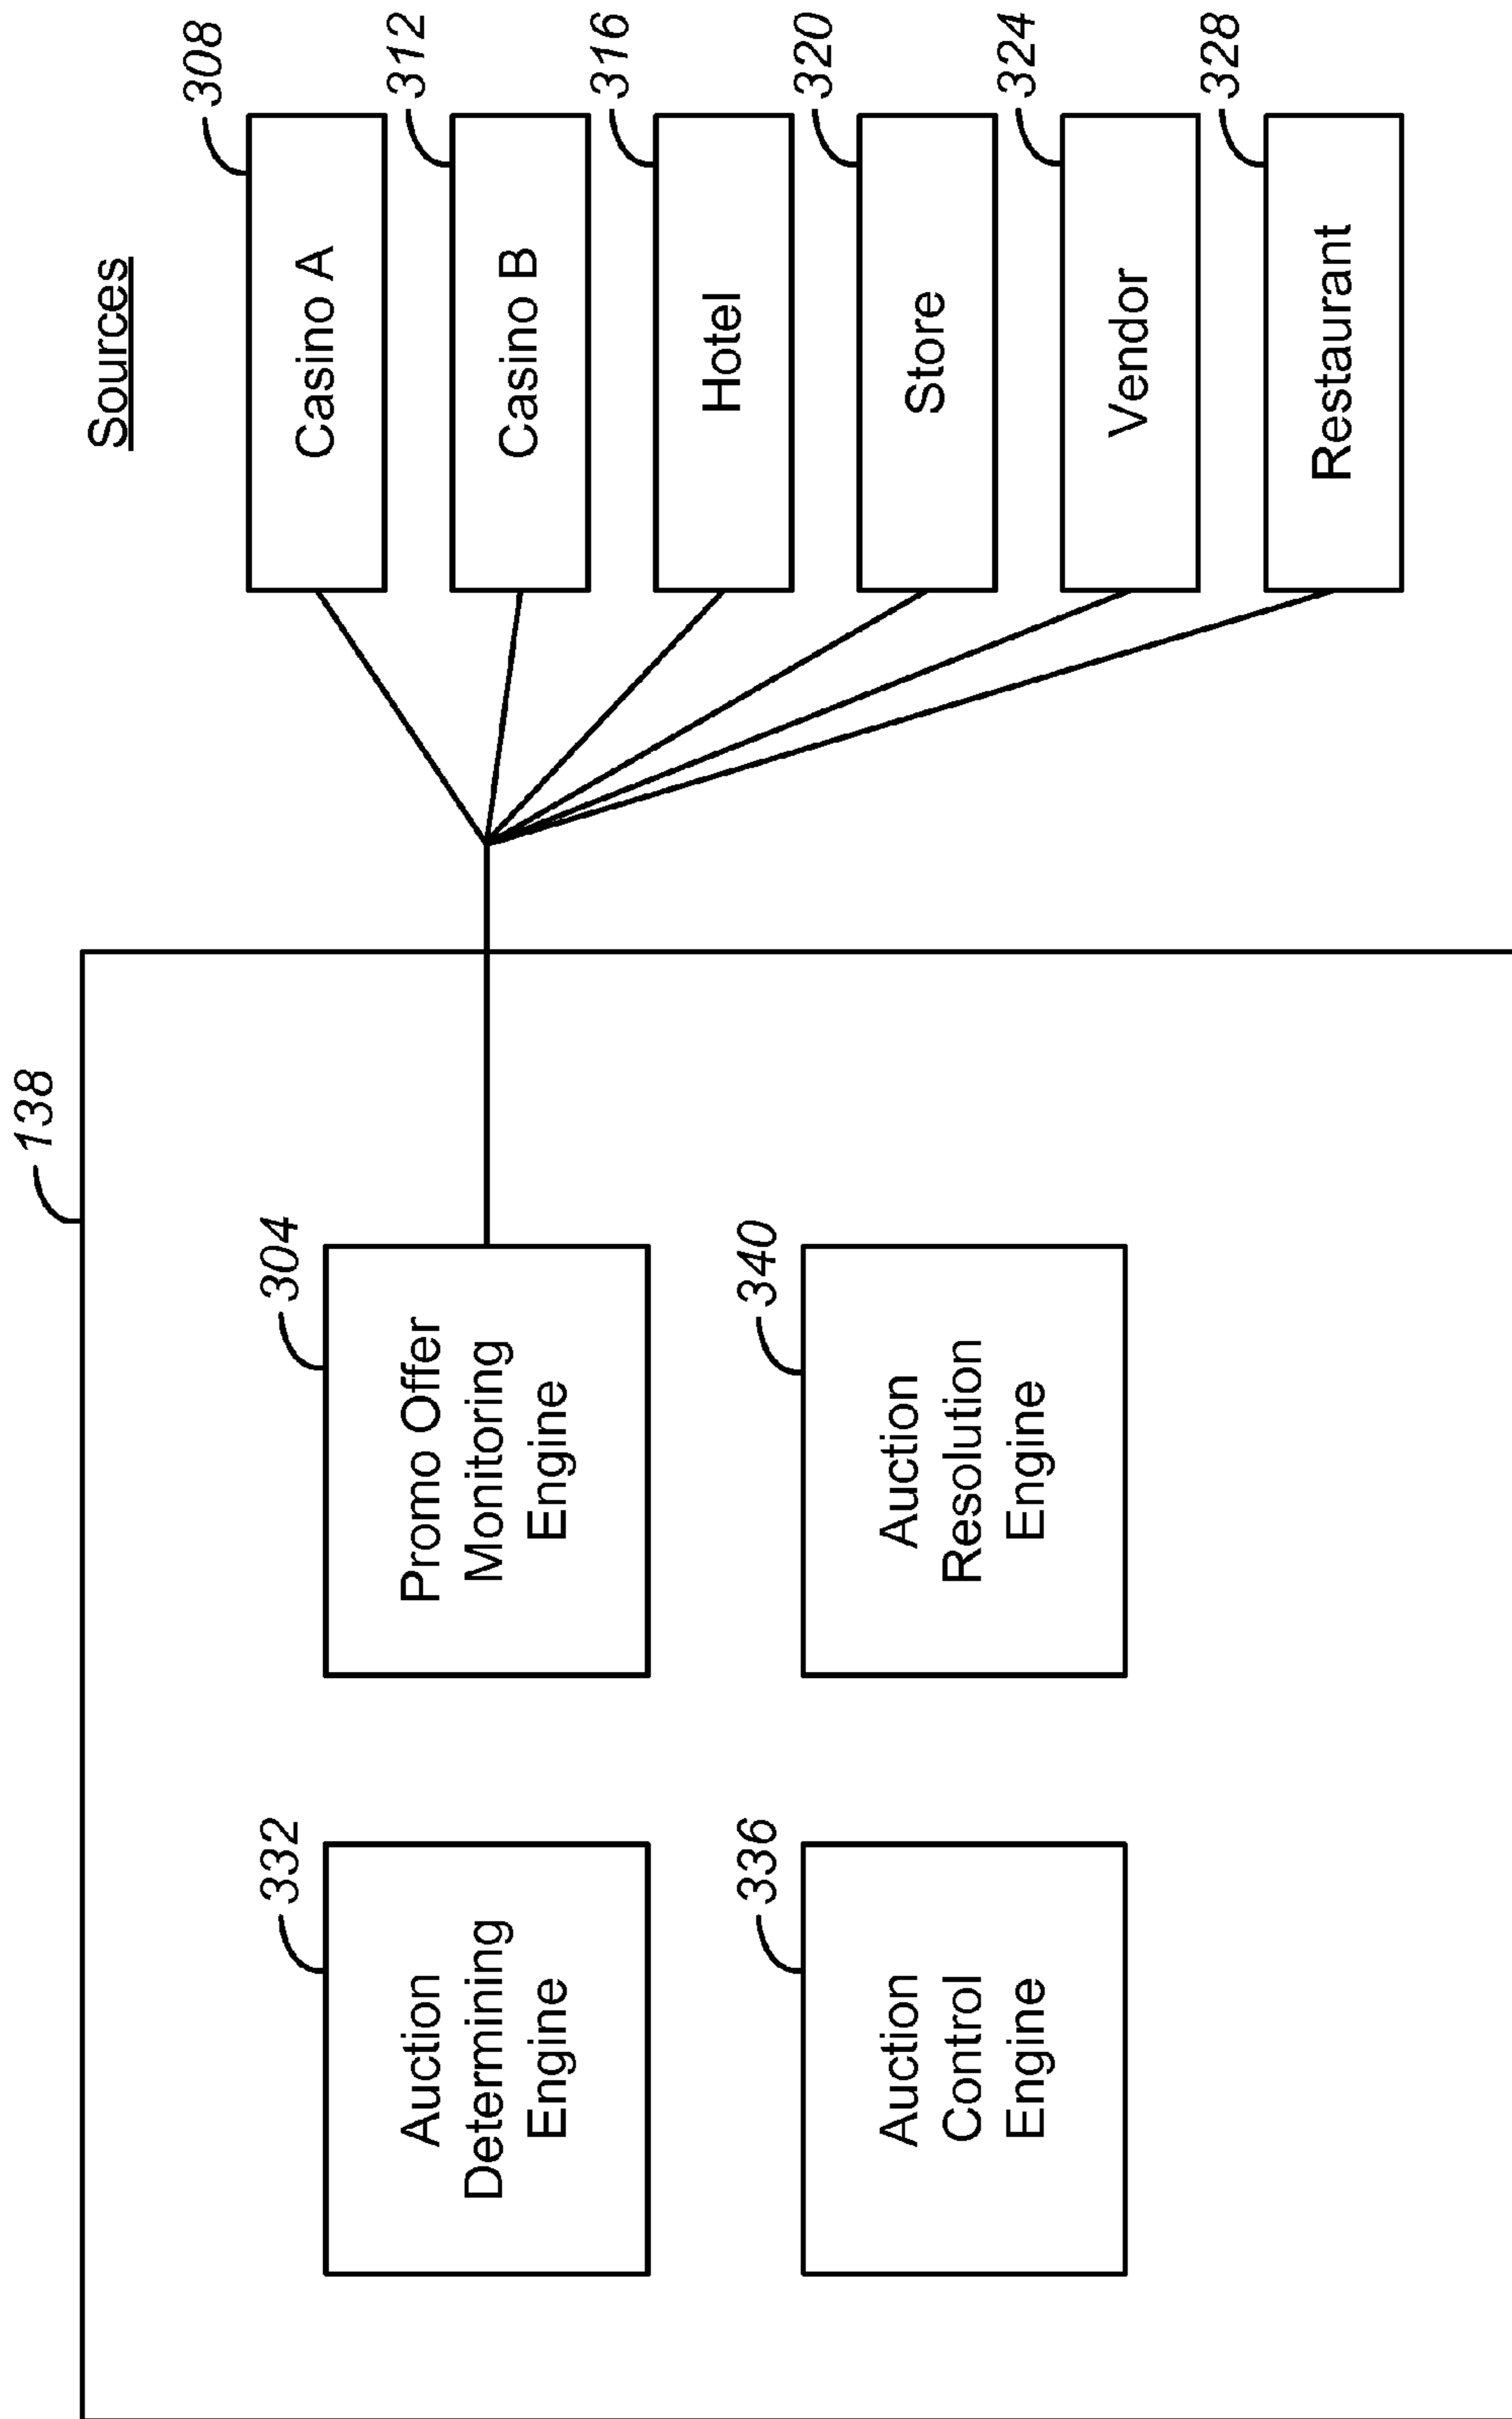 138
332
Auction
Determining
Engine
304
Promo Offer
Monitoring
Engine
336
Auction
Control
Engine
340
Auction
Resolution
Engine
Sources
308
Casino A
312
Casino B
316
Hotel
320
Store
324
Vendor
328
Restaurant